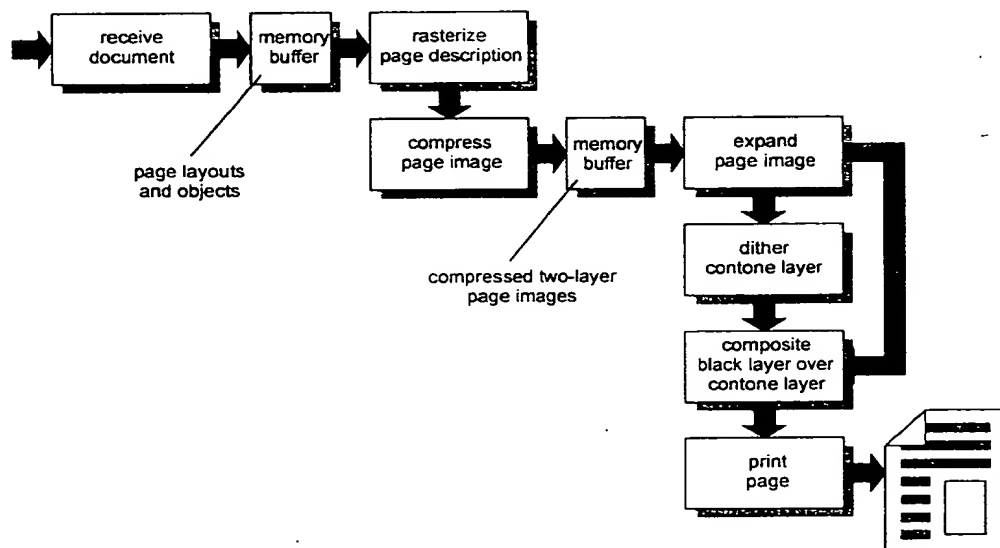 receive
document
memory
buffer
rasterize
page description
compress
page image
memory
buffer
expand
page image
page layouts
and objects
dither
contone layer
compressed two-layer
page images
composite
black layer over
contone layer
print
page